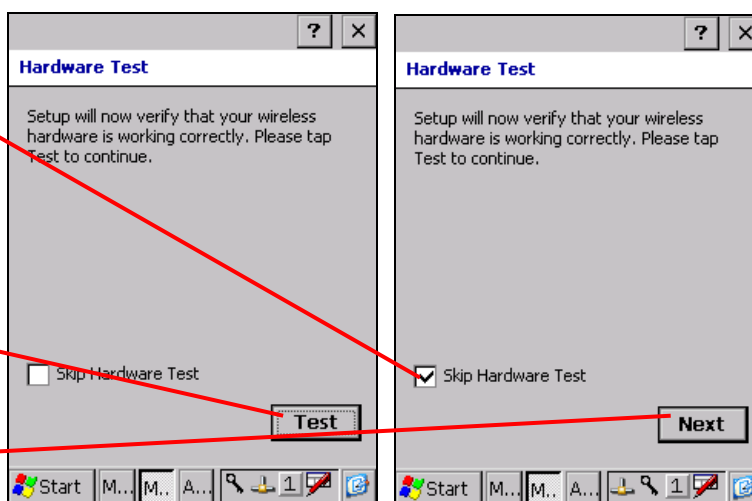 ?
Hardware Test
Setup will now verify that your wireless
hardware is working correctly. Please tap
Test to continue.
Skip Hardware Test
Test
Start M... M.. A... 1
?
Hardware Test
Setup will now verify that your wireless
hardware is working correctly. Please tap
Test to continue.
Skip Hardware Test
Next
Start M... M.. A... 1